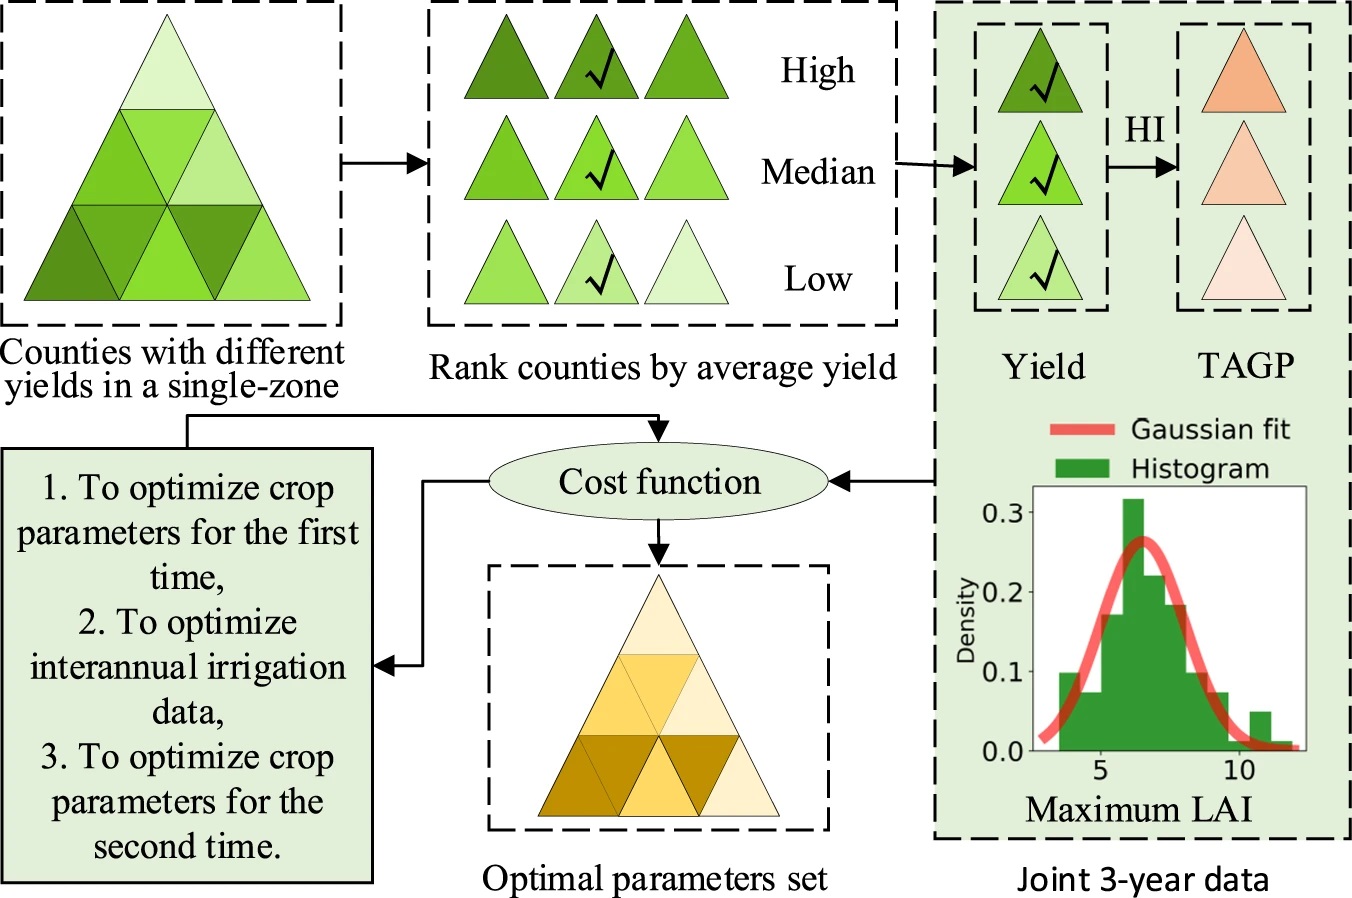 High
Median
Low
Counties with different
yields in a single-zone
Rank counties by average yield
HI
Yield
TAGP
1. To optimize crop
parameters for the first
time,
2. To optimize
interannual irrigation
data,
3. To optimize crop
parameters for the
second time.
Cost function
Optimal parameters set
Gaussian fit
Histogram
Density
0.3
0.2
0.1
0.0
5
10
Maximum LAI
Joint 3-year data